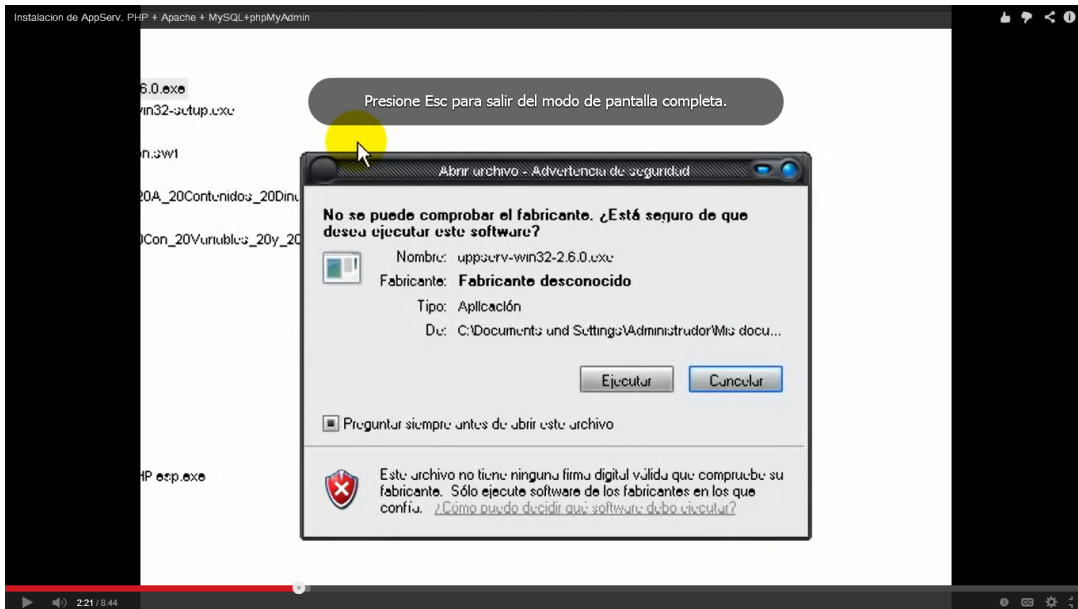 Instalacion de AppServ. PHP + Apache + MySQL+phpMyAdmin
Presione Esc para salir del modo de pantalla completa.
6.0.exe
in32-setup.exe
n.sw1
Abrir archivo - Advertencia de seguridad
20A_20Contenidos_20Dinu
No se puede comprobar el fabricante. ¿Está seguro de que
desea ejecutar este software?
Con_20Variables_20y_20
Nombre: appserv-win32-2.6.0.exe
Fabricante: Fabricante desconocido
Tipo: Aplicación
De: C:\Documents and Settings\Administrador\Mis docu...
Ejecutar Cancelar
Preguntar siempre antes de abrir este archivo
HP esp.exe
Este archivo no tiene ninguna firma digital válida que compruebe su
fabricante. Sólo ejecute software de los fabricantes en los que
confía. ¿Cómo puedo decidir qué software debo ejecutar?
2:21 / 8:44
CC